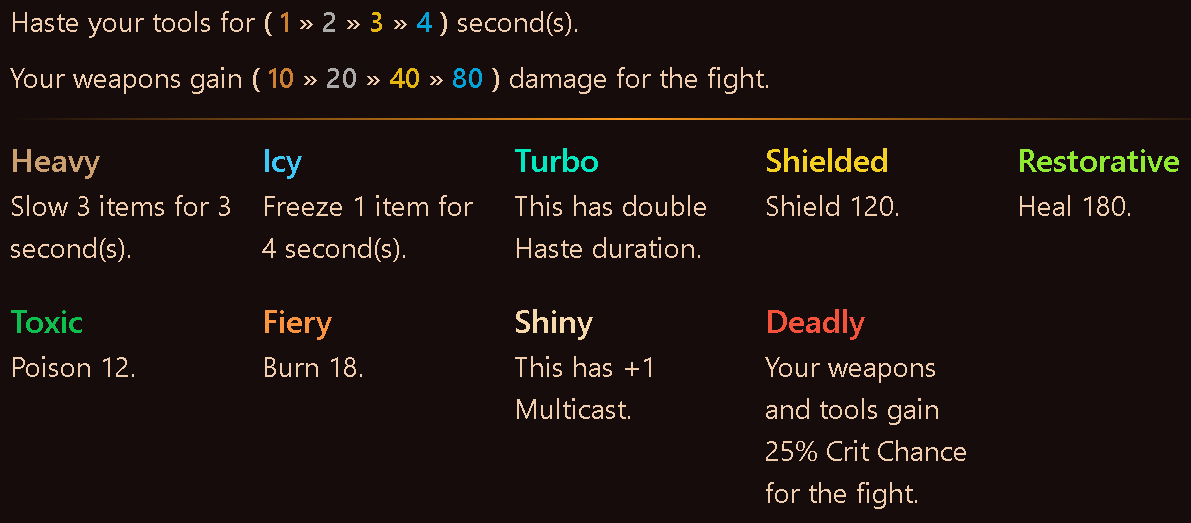 Haste your tools for ( 1 » 2 » 3 » 4 ) second(s).
Your weapons gain ( 10 » 20 » 40 » 80 ) damage for the fight.
Heavy
Slow 3 items for 3
second(s).
Icy
Freeze 1 item for
4 second(s).
Turbo
This has double
Haste duration.
Shielded
Shield 120.
Restorative
Heal 180.
Toxic
Poison 12.
Fiery
Burn 18.
Shiny
This has +1
Multicast.
Deadly
Your weapons
and tools gain
25% Crit Chance
for the fight.